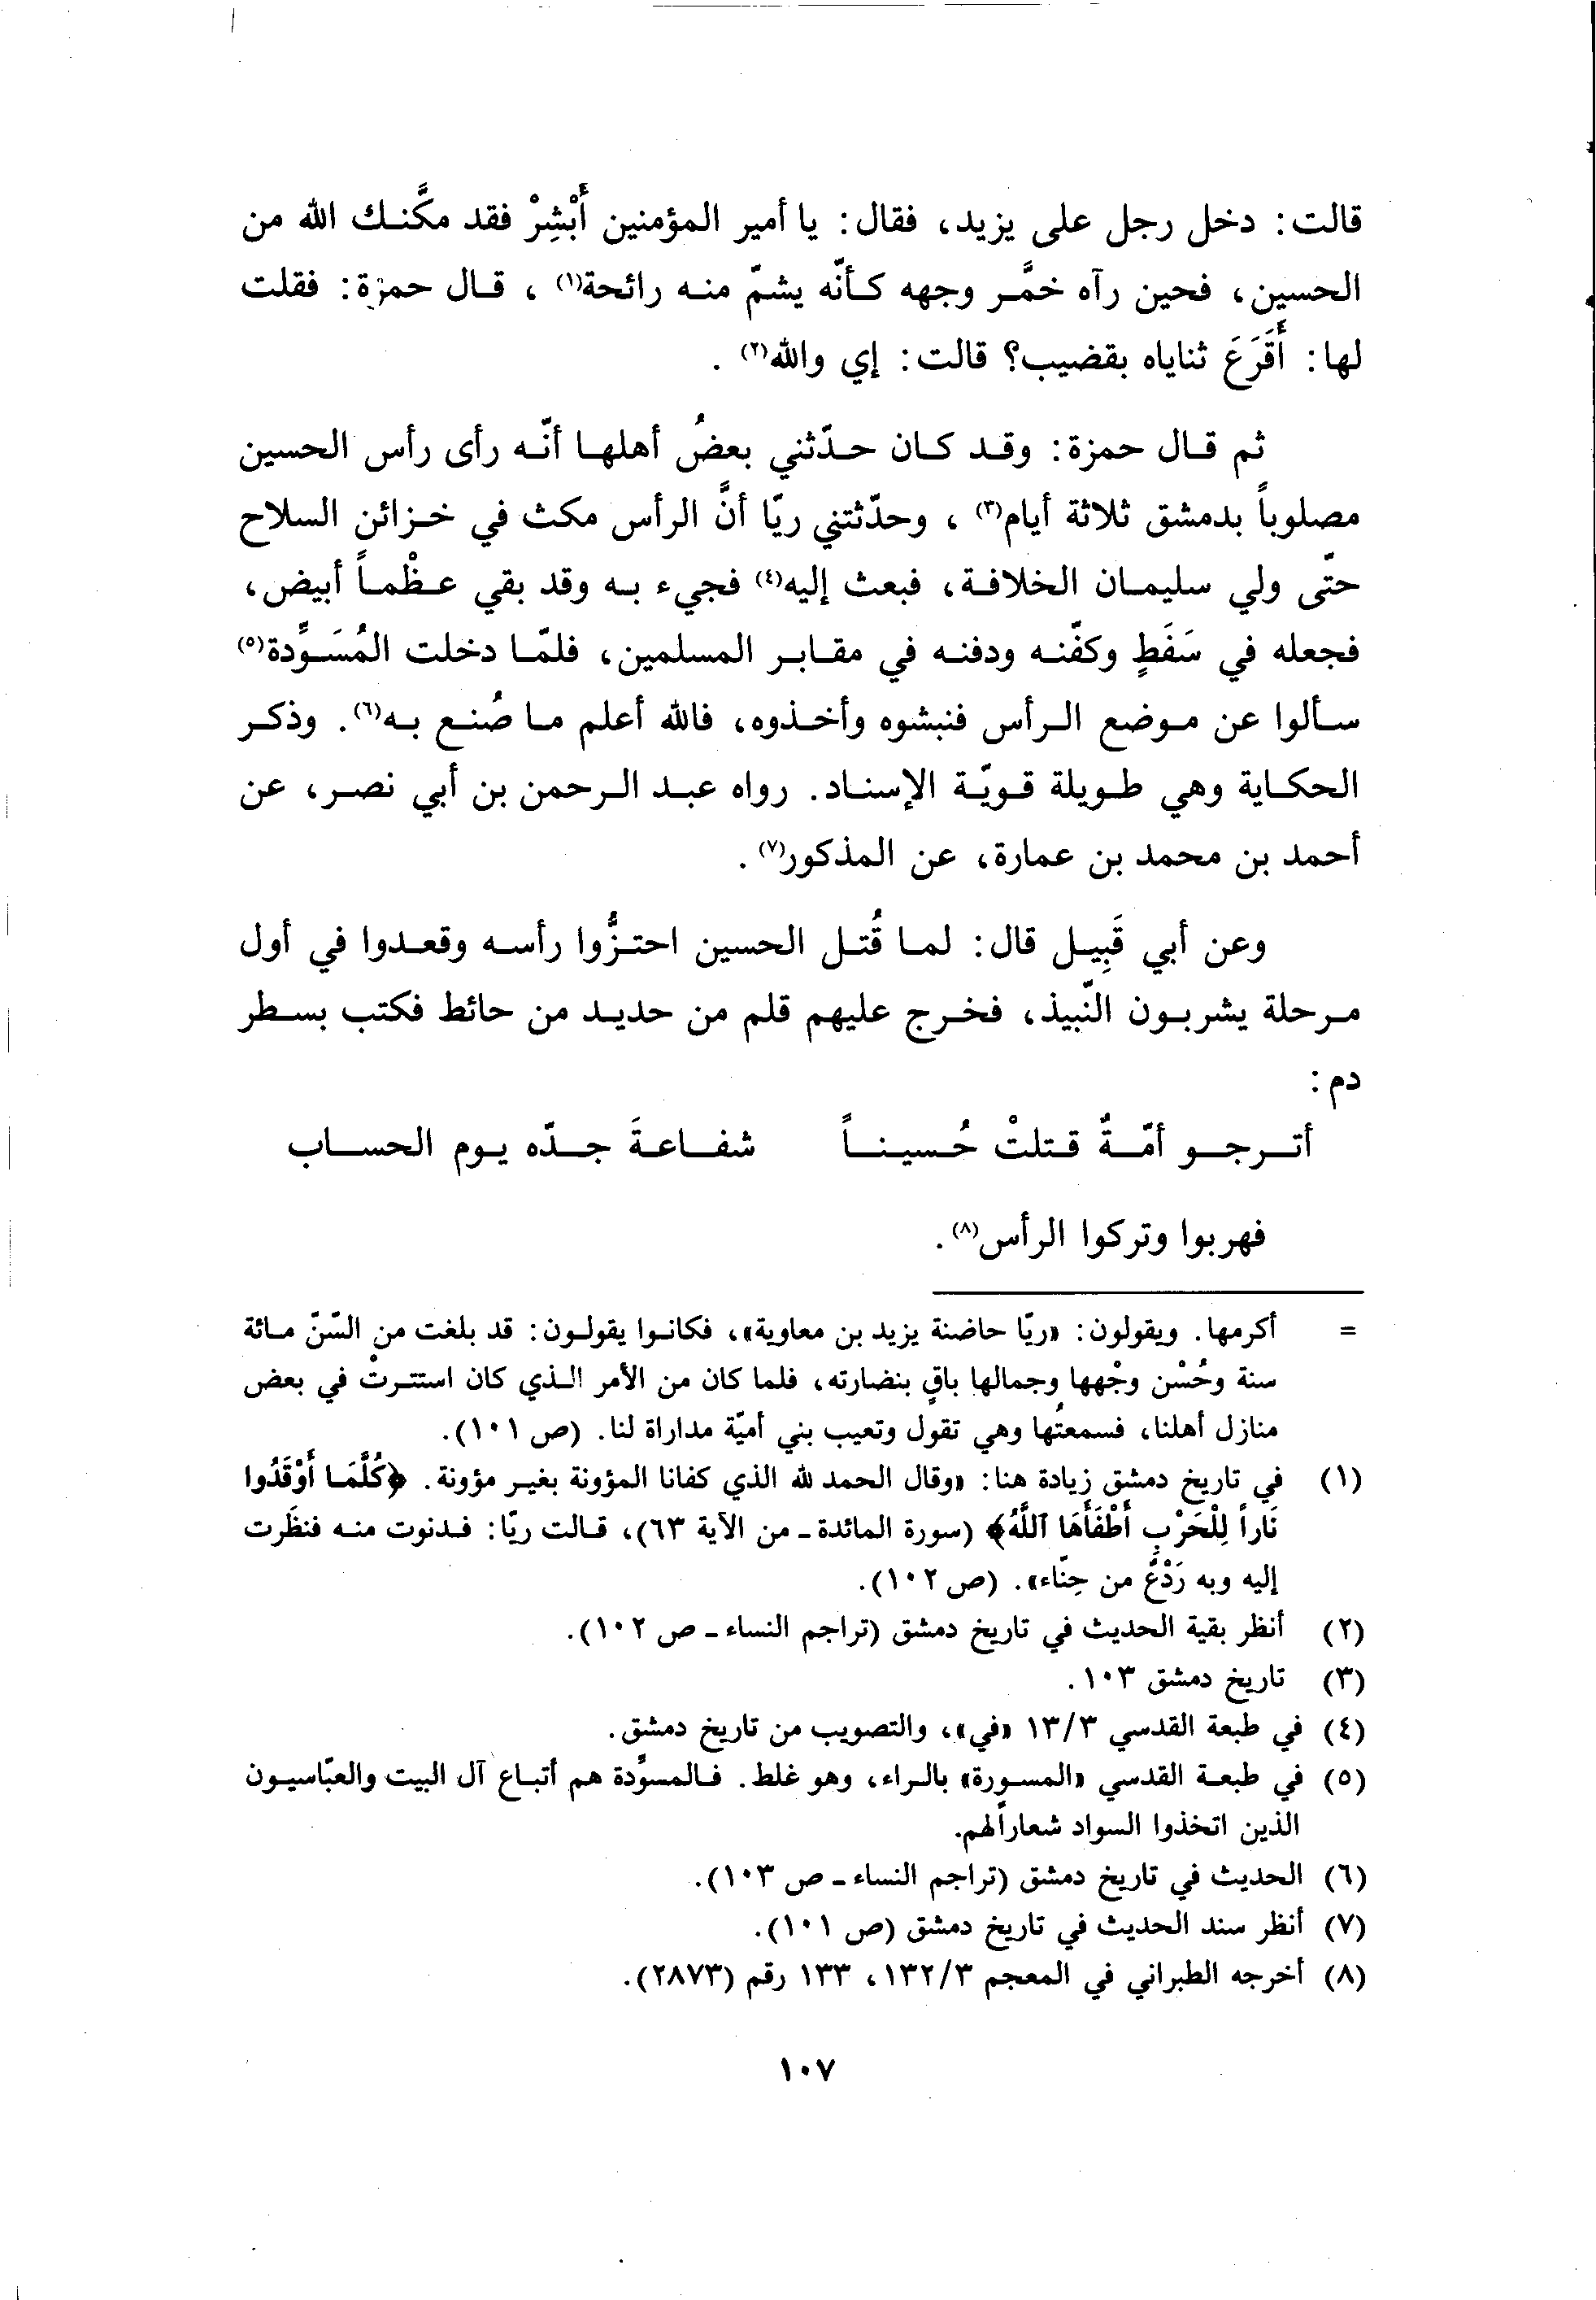 قالت: دخل رجل على يزيد، فقال: يا أمير المؤمنين أَبْشِرْ فقد مكَّنك الله من
الحسين، فحين رآه خمَّر وجهه كأنّه يشمّ منه رائحة(١)، قال حمزة: فقلت
لها: أَقَرَعَ ثناياه بقضيب؟ قالت: إي والله(٢).
ثم قال حمزة: وقد كان حدّثني بعضُ أهلها أنّه رأى رأس الحسين
مصلوباً بدمشق ثلاثة أيام(٣)، وحدّثتني ريّا أنَّ الرأس مكث في خزائن السلاح
حتّى ولي سليمان الخلافة، فبعث إليه(٤) فجيء به وقد بقي عظْماً أبيض،
فجعله في سَفَطٍ وكفّنه ودفنه في مقابر المسلمين، فلمّا دخلت المُسَوِّدة(٥)
سألوا عن موضع الرأس فنبشوه وأخذوه، فالله أعلم ما صُنع به(٦). وذكر
الحكاية وهي طويلة قويّة الإسناد. رواه عبد الرحمن بن أبي نصر، عن
أحمد بن محمد بن عمارة، عن المذكور(٧).
وعن أبي قَبِيل قال: لما قُتل الحسين احتزُّوا رأسه وقعدوا في أول
مرحلة يشربون النّبيذ، فخرج عليهم قلم من حديد من حائط فكتب بسطر
دم:
أترجو أمّةٌ قتلتْ حُسيناً شفاعةَ جدّه يوم الحساب
فهربوا وتركوا الرأس(٨).
= أكرمها. ويقولون: «ريّا حاضنة يزيد بن معاوية»، فكانوا يقولون: قد بلغت من السّنّ مائة
سنة وحُسْن وجْهها وجمالها باقٍ بنضارته، فلما كان من الأمر الذي كان استترتْ في بعض
منازل أهلنا، فسمعتُها وهي تقول وتعيب بني أميّة مداراة لنا. (ص ١٠١).
(١) في تاريخ دمشق زيادة هنا: «وقال الحمد لله الذي كفانا المؤونة بغير مؤونة. ﴿كُلَّمَا أَوْقَدُوا
نَاراً لِلْحَرْبِ أَطْفَأَهَا ٱللَّهُ﴾ (سورة المائدة ـ من الآية ٦٣)، قالت ريّا: فدنوت منه فنظَرت
إليه وبه رَدْعٌ من حِنّاء». (ص ١٠٢).
(٢) أنظر بقية الحديث في تاريخ دمشق (تراجم النساء ـ ص ١٠٢).
(٣) تاريخ دمشق ١٠٣.
(٤) في طبعة القدسي ١٣/٣ «في»، والتصويب من تاريخ دمشق.
(٥) في طبعة القدسي «المسورة» بالراء، وهو غلط. فالمسوِّدة هم أتباع آل البيت والعبّاسيون
الذين اتخذوا السواد شعاراً لهم.
(٦) الحديث في تاريخ دمشق (تراجم النساء ـ ص ١٠٣).
(٧) أنظر سند الحديث في تاريخ دمشق (ص ١٠١).
(٨) أخرجه الطبراني في المعجم ١٣٢/٣، ١٣٣ رقم (٢٨٧٣).
١٠٧